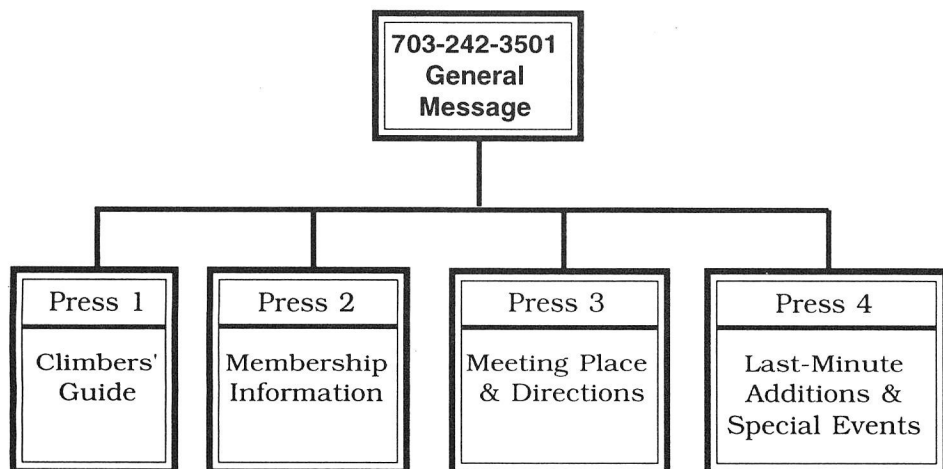 703-242-3501
General
Message
Press 1
Climbers'
Guide
Press 2
Membership
Information
Press 3
Meeting Place
& Directions
Press 4
Last-Minute
Additions &
Special Events